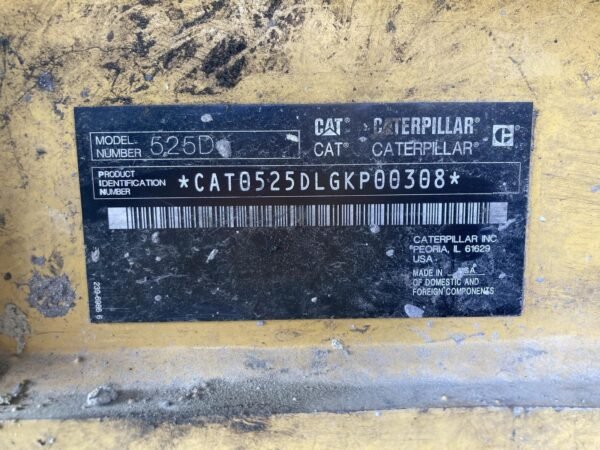 MODEL NUMBER 525D
CAT® CATERPILLAR®
CAT® CATERPILLAR®
PRODUCT IDENTIFICATION NUMBER *CAT0525DLGKP00308*
CATERPILLAR INC.
PEORIA, IL 61629
USA
MADE IN USA
OF DOMESTIC AND
FOREIGN COMPONENTS